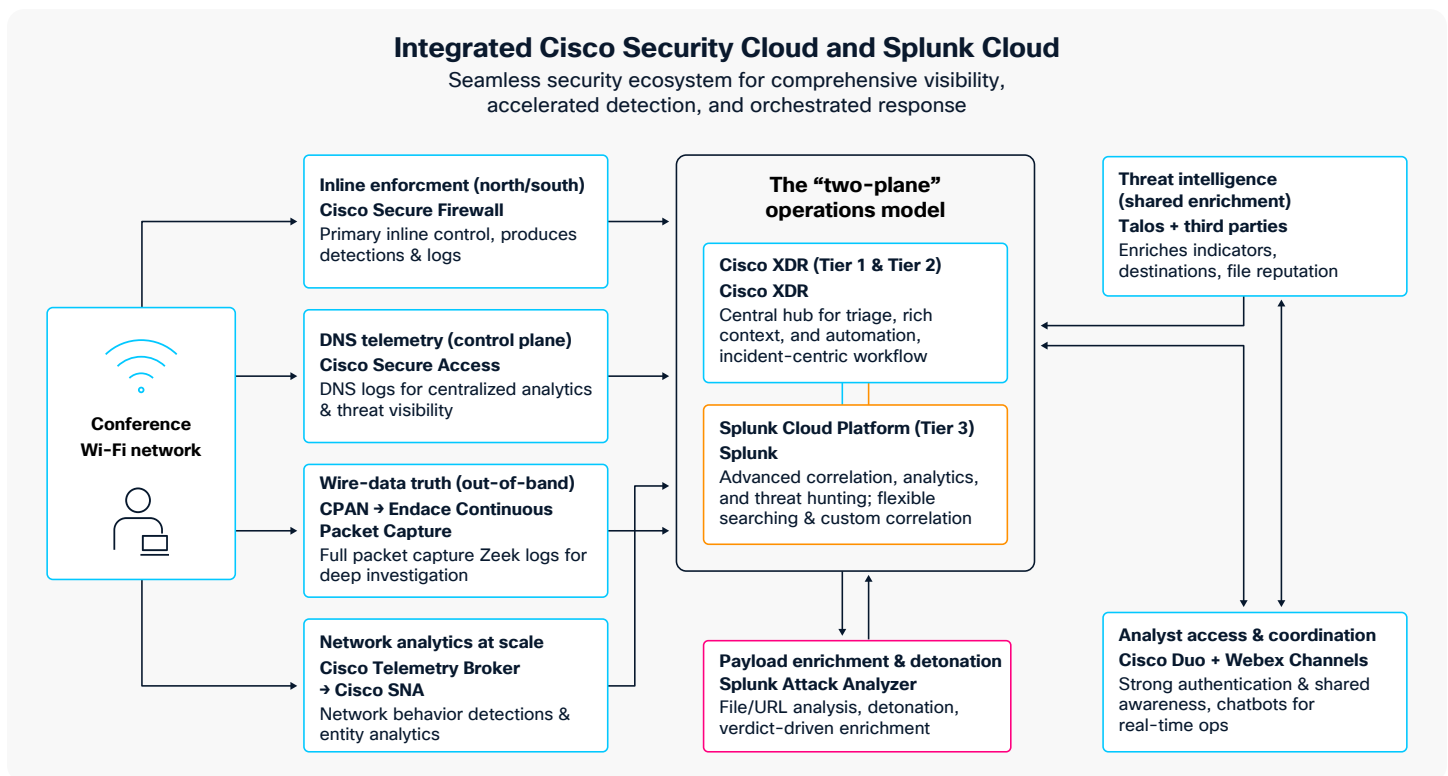 Integrated Cisco Security Cloud and Splunk Cloud
Seamless security ecosystem for comprehensive visibility,
accelerated detection, and orchestrated response
Conference
Wi-Fi network
Inline enforcment (north/south)
Cisco Secure Firewall
Primary inline control, produces
detections & logs
DNS telemetry (control plane)
Cisco Secure Access
DNS logs for centralized analytics
& threat visibility
Wire-data truth (out-of-band)
CPAN → Endace Continuous
Packet Capture
Full packet capture Zeek logs for
deep investigation
Network analytics at scale
Cisco Telemetry Broker
→ Cisco SNA
Network behavior detections &
entity analytics
The “two-plane”
operations model
Cisco XDR (Tier 1 & Tier 2)
Cisco XDR
Central hub for triage, rich
context, and automation,
incident-centric workflow
Splunk Cloud Platform (Tier 3)
Splunk
Advanced correlation, analytics,
and threat hunting; flexible
searching & custom correlation
Payload enrichment & detonation
Splunk Attack Analyzer
File/URL analysis, detonation,
verdict-driven enrichment
Threat intelligence
(shared enrichment)
Talos + third parties
Enriches indicators,
destinations, file reputation
Analyst access & coordination
Cisco Duo + Webex Channels
Strong authentication & shared
awareness, chatbots for
real-time ops